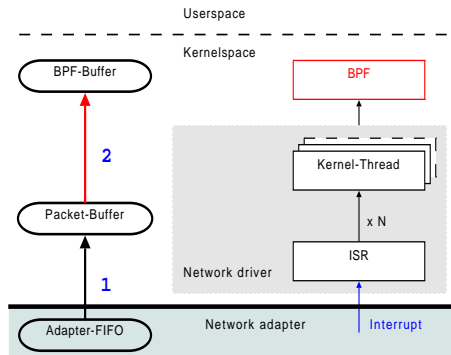 Userspace
Kernelspace
BPF-Buffer
BPF
2
Kernel-Thread
Packet-Buffer
x N
ISR
Network driver
1
Adapter-FIFO
Network adapter
Interrupt